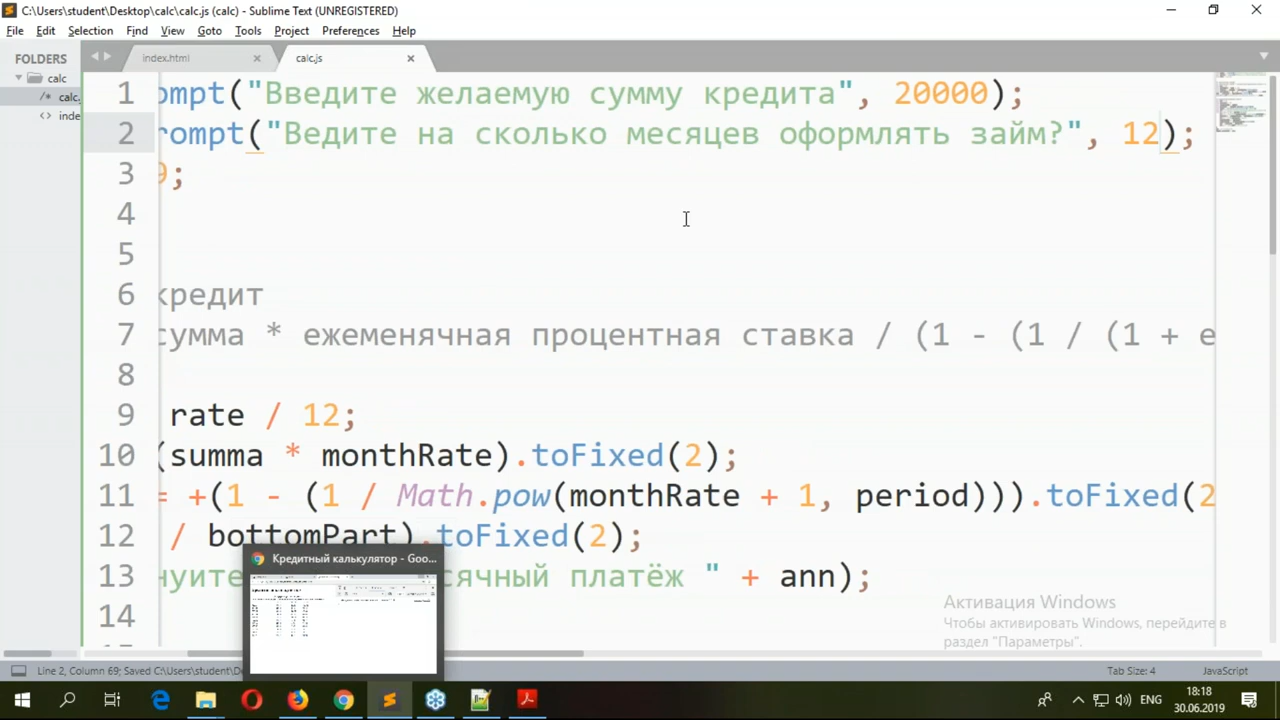 C:\Users\student\Desktop\calc\calc.js (calc) - Sublime Text (UNREGISTERED)
File Edit Selection Find View Goto Tools Project Preferences Help
FOLDERS
calc
/* calc.
<> inde
index.html
calc.js
1 ompt("Введите желаемую сумму кредита", 20000);
2 rompt("Ведите на сколько месяцев оформлять займ?", 12);
3 9;
4
5
6 кредит
7 сумма * ежеменячная процентная ставка / (1 - (1 / (1 + е
8
9 rate / 12;
10 (summa * monthRate).toFixed(2);
11 = +(1 - (1 / Math.pow(monthRate + 1, period))).toFixed(2
12 / bottomPart).toFixed(2);
13 нуите сячный платёж " + ann);
14
Кредитный калькулятор - Goo...
Активация Windows
Чтобы активировать Windows, перейдите в
раздел "Параметры".
Line 2, Column 69; Saved C:\Users\student\De
Tab Size: 4
JavaScript
ENG
18:18
30.06.2019